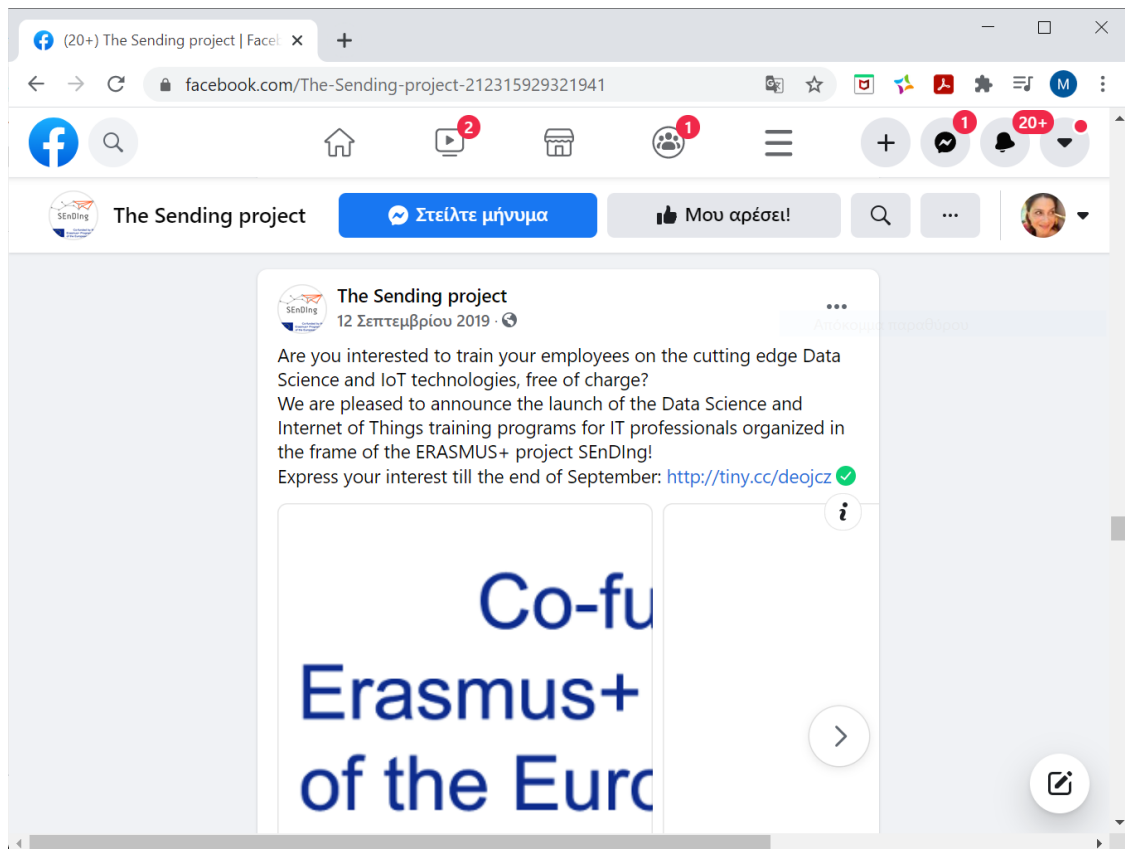 (20+) The Sending project | Faceb
facebook.com/The-Sending-project-212315929321941
M
2
1
1
20+
SEnDIng
The Sending project
Στείλτε μήνυμα
Μου αρέσει!
SEnDIng
The Sending project
12 Σεπτεμβρίου 2019 ·
Αποκομμα παραθύρου
Are you interested to train your employees on the cutting edge Data
Science and IoT technologies, free of charge?
We are pleased to announce the launch of the Data Science and
Internet of Things training programs for IT professionals organized in
the frame of the ERASMUS+ project SEnDIng!
Express your interest till the end of September: http://tiny.cc/deojcz
i
Co-fu
Erasmus+
of the Euro